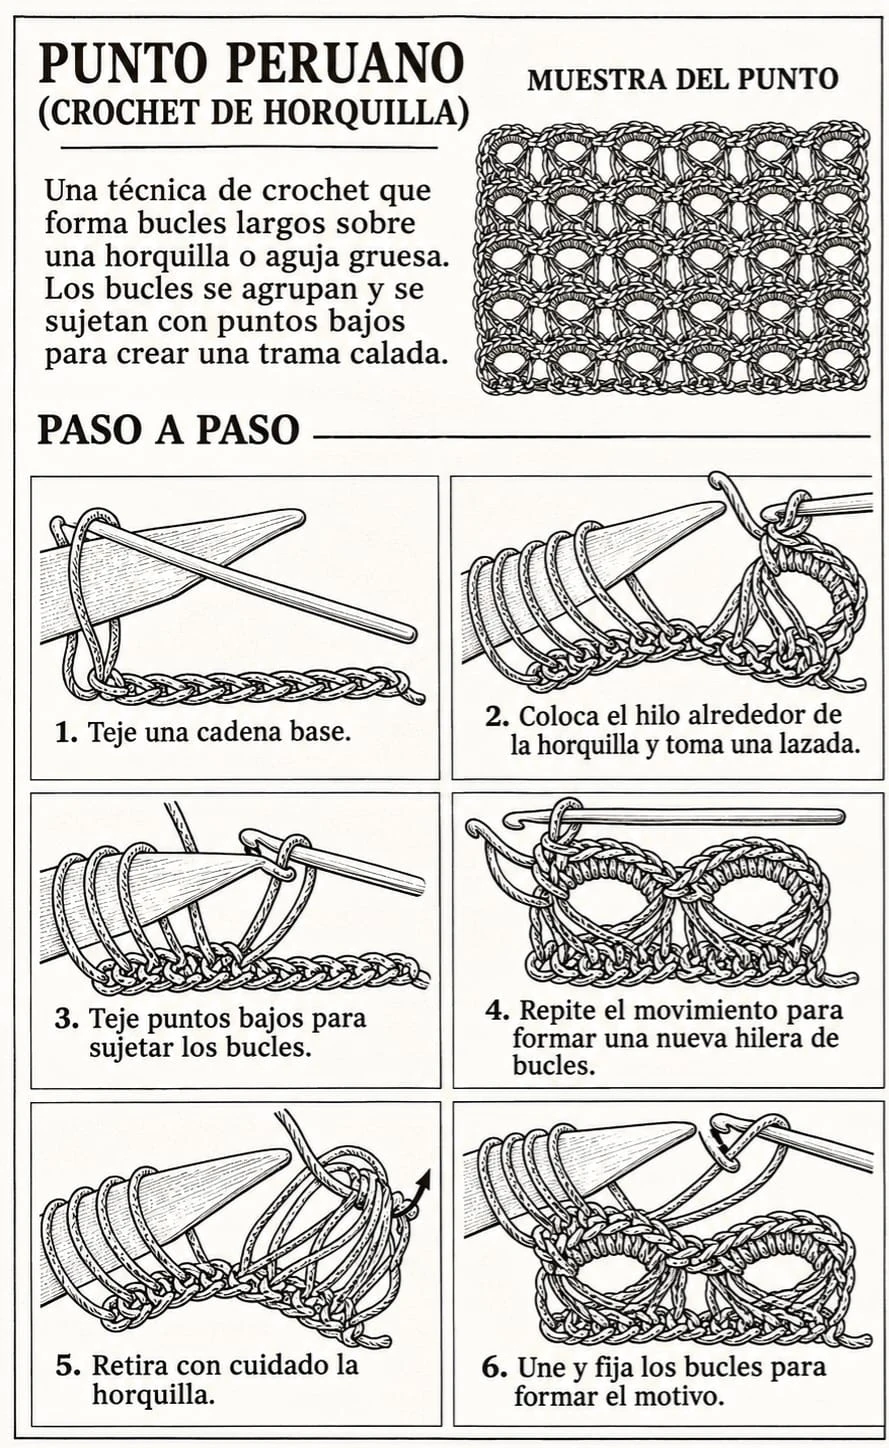 PUNTO PERUANO
(CROCHET DE HORQUILLA)
MUESTRA DEL PUNTO
Una técnica de crochet que
forma bucles largos sobre
una horquilla o aguja gruesa.
Los bucles se agrupan y se
sujetan con puntos bajos
para crear una trama calada.
PASO A PASO
1. Teje una cadena base.
2. Coloca el hilo alrededor de
la horquilla y toma una lazada.
3. Teje puntos bajos para
sujetar los bucles.
4. Repite el movimiento para
formar una nueva hilera de
bucles.
5. Retira con cuidado la
horquilla.
6. Une y fija los bucles para
formar el motivo.